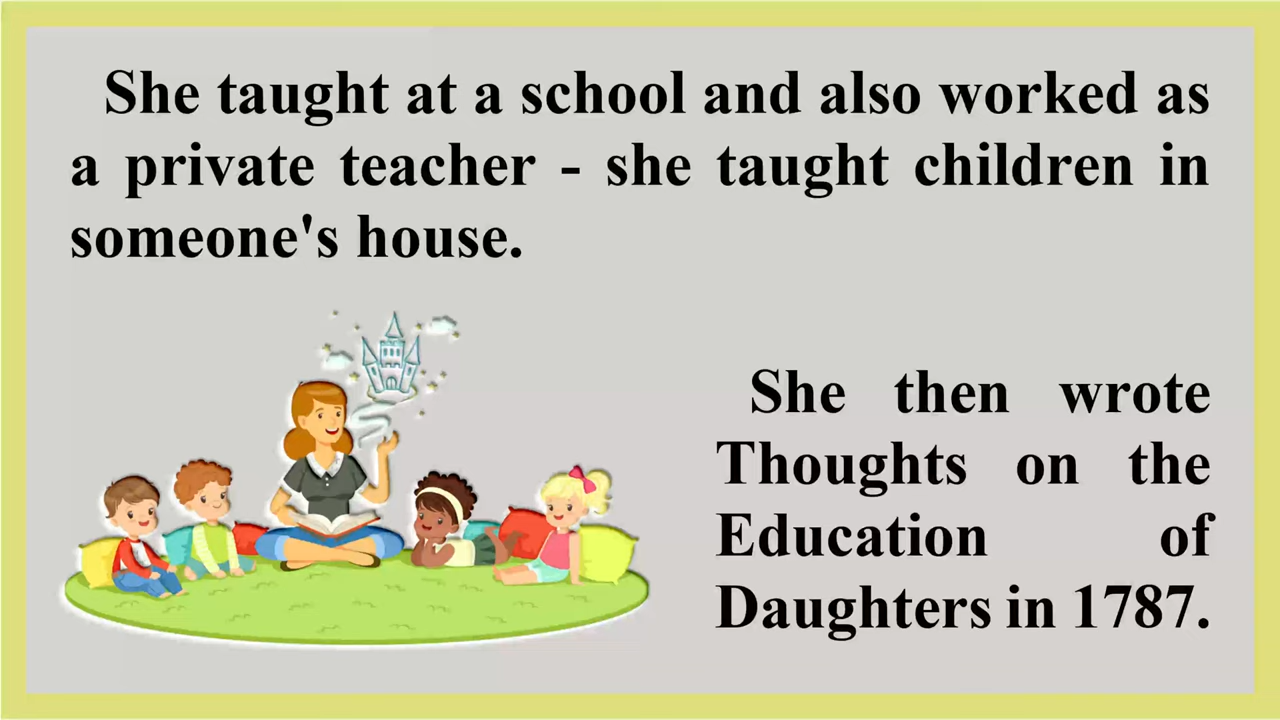 She taught at a school and also worked as
a private teacher - she taught children in
someone's house.
She then wrote
Thoughts on the
Education of
Daughters in 1787.